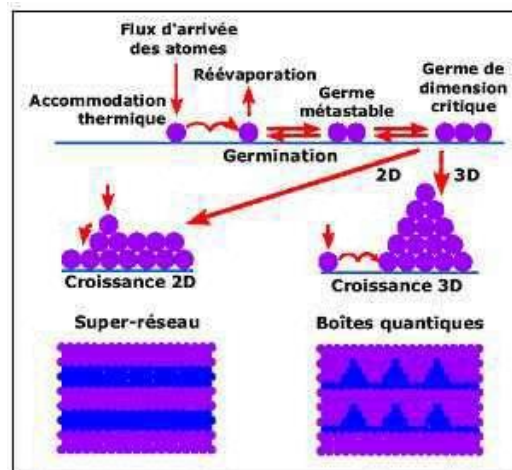 Flux d'arrivée
des atomes
Réévaporation
Accommodation
thermique
Germe
métastable
Germe de
dimension
critique
Germination
2D
3D
Croissance 2D
Croissance 3D
Super-réseau
Boîtes quantiques